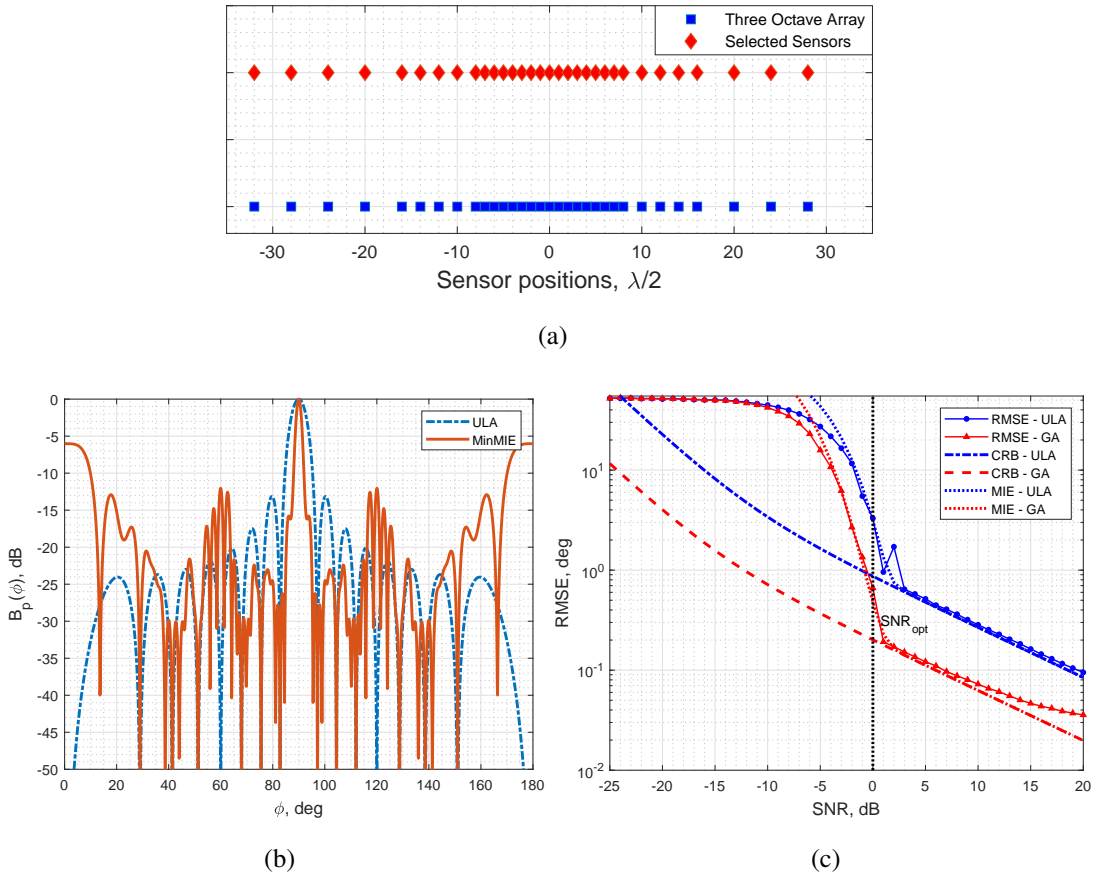 Three Octave Array
Selected Sensors
-30 -20 -10 0 10 20 30
Sensor positions, λ/2
(a)
0
-5
-10
-15
-20
-25
-30
-35
-40
-45
-50
B_p(ϕ), dB
ULA
MinMIE
0 20 40 60 80 100 120 140 160 180
ϕ, deg
(b)
10^1
10^0
10^-1
10^-2
RMSE, deg
RMSE - ULA
RMSE - GA
CRB - ULA
CRB - GA
MIE - ULA
MIE - GA
SNR_opt
-25 -20 -15 -10 -5 0 5 10 15 20
SNR, dB
(c)